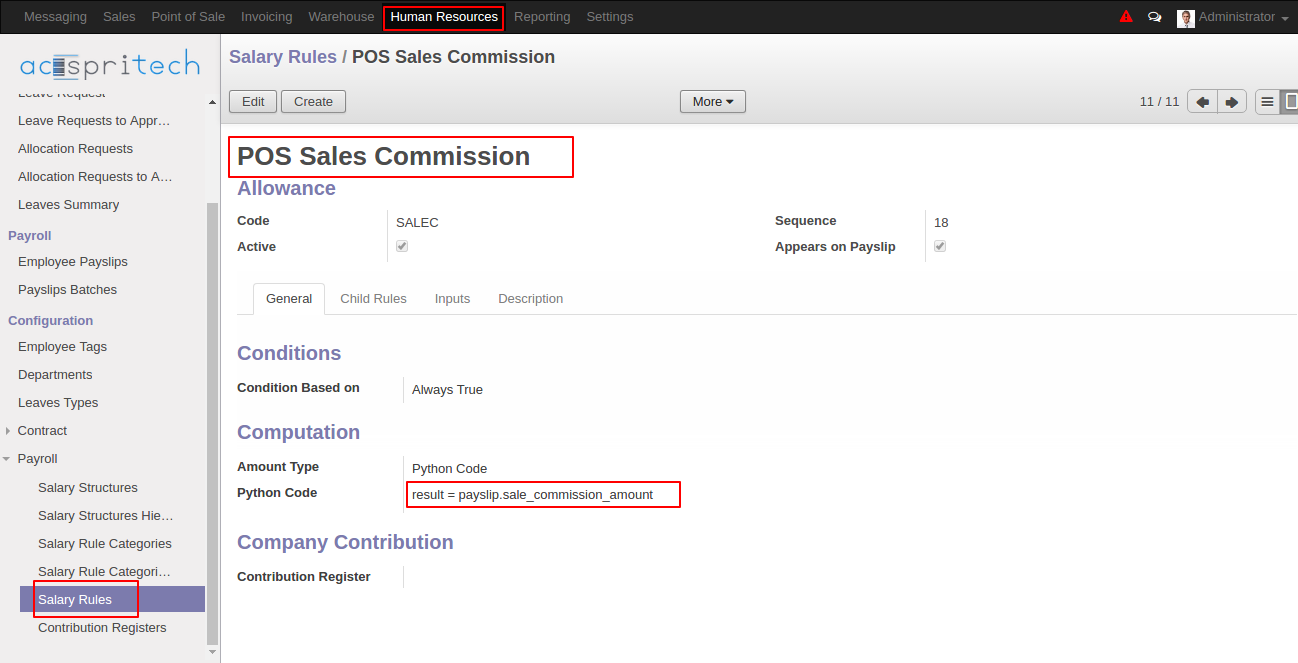 Messaging Sales Point of Sale Invoicing Warehouse Human Resources Reporting Settings Administrator
Salary Rules / POS Sales Commission
Edit Create More 11 / 11
Leave Request
Leave Requests to Appr…
Allocation Requests
Allocation Requests to A…
Leaves Summary
Payroll
Employee Payslips
Payslips Batches
Configuration
Employee Tags
Departments
Leaves Types
Contract
Payroll
Salary Structures
Salary Structures Hie…
Salary Rule Categories
Salary Rule Categori…
Salary Rules
Contribution Registers
POS Sales Commission
Allowance
Code SALEC Sequence 18
Active Appears on Payslip
General Child Rules Inputs Description
Conditions
Condition Based on Always True
Computation
Amount Type Python Code
Python Code result = payslip.sale_commission_amount
Company Contribution
Contribution Register